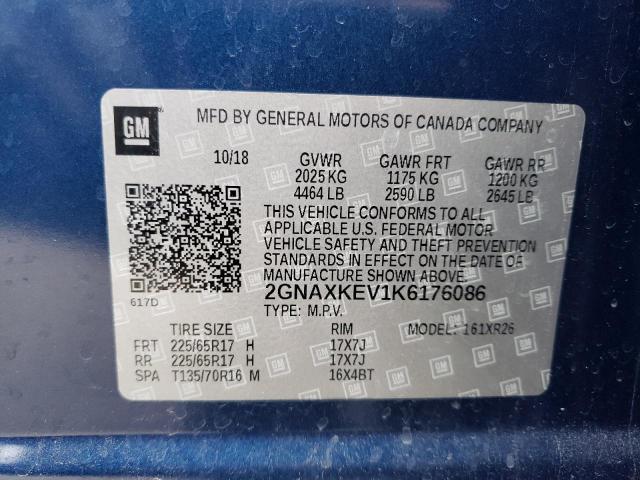 GM
MFD BY GENERAL MOTORS OF CANADA COMPANY
10/18 GVWR GAWR FRT GAWR RR
2025 KG 1175 KG 1200 KG
4464 LB 2590 LB 2645 LB
THIS VEHICLE CONFORMS TO ALL
APPLICABLE U.S. FEDERAL MOTOR
VEHICLE SAFETY AND THEFT PREVENTION
STANDARDS IN EFFECT ON THE DATE OF
MANUFACTURE SHOWN ABOVE.
617D 2GNAXKEV1K6176086
TYPE: M.P.V.
TIRE SIZE RIM MODEL: 161XR26
FRT 225/65R17 H 17X7J
RR 225/65R17 H 17X7J
SPA T135/70R16 M 16X4BT